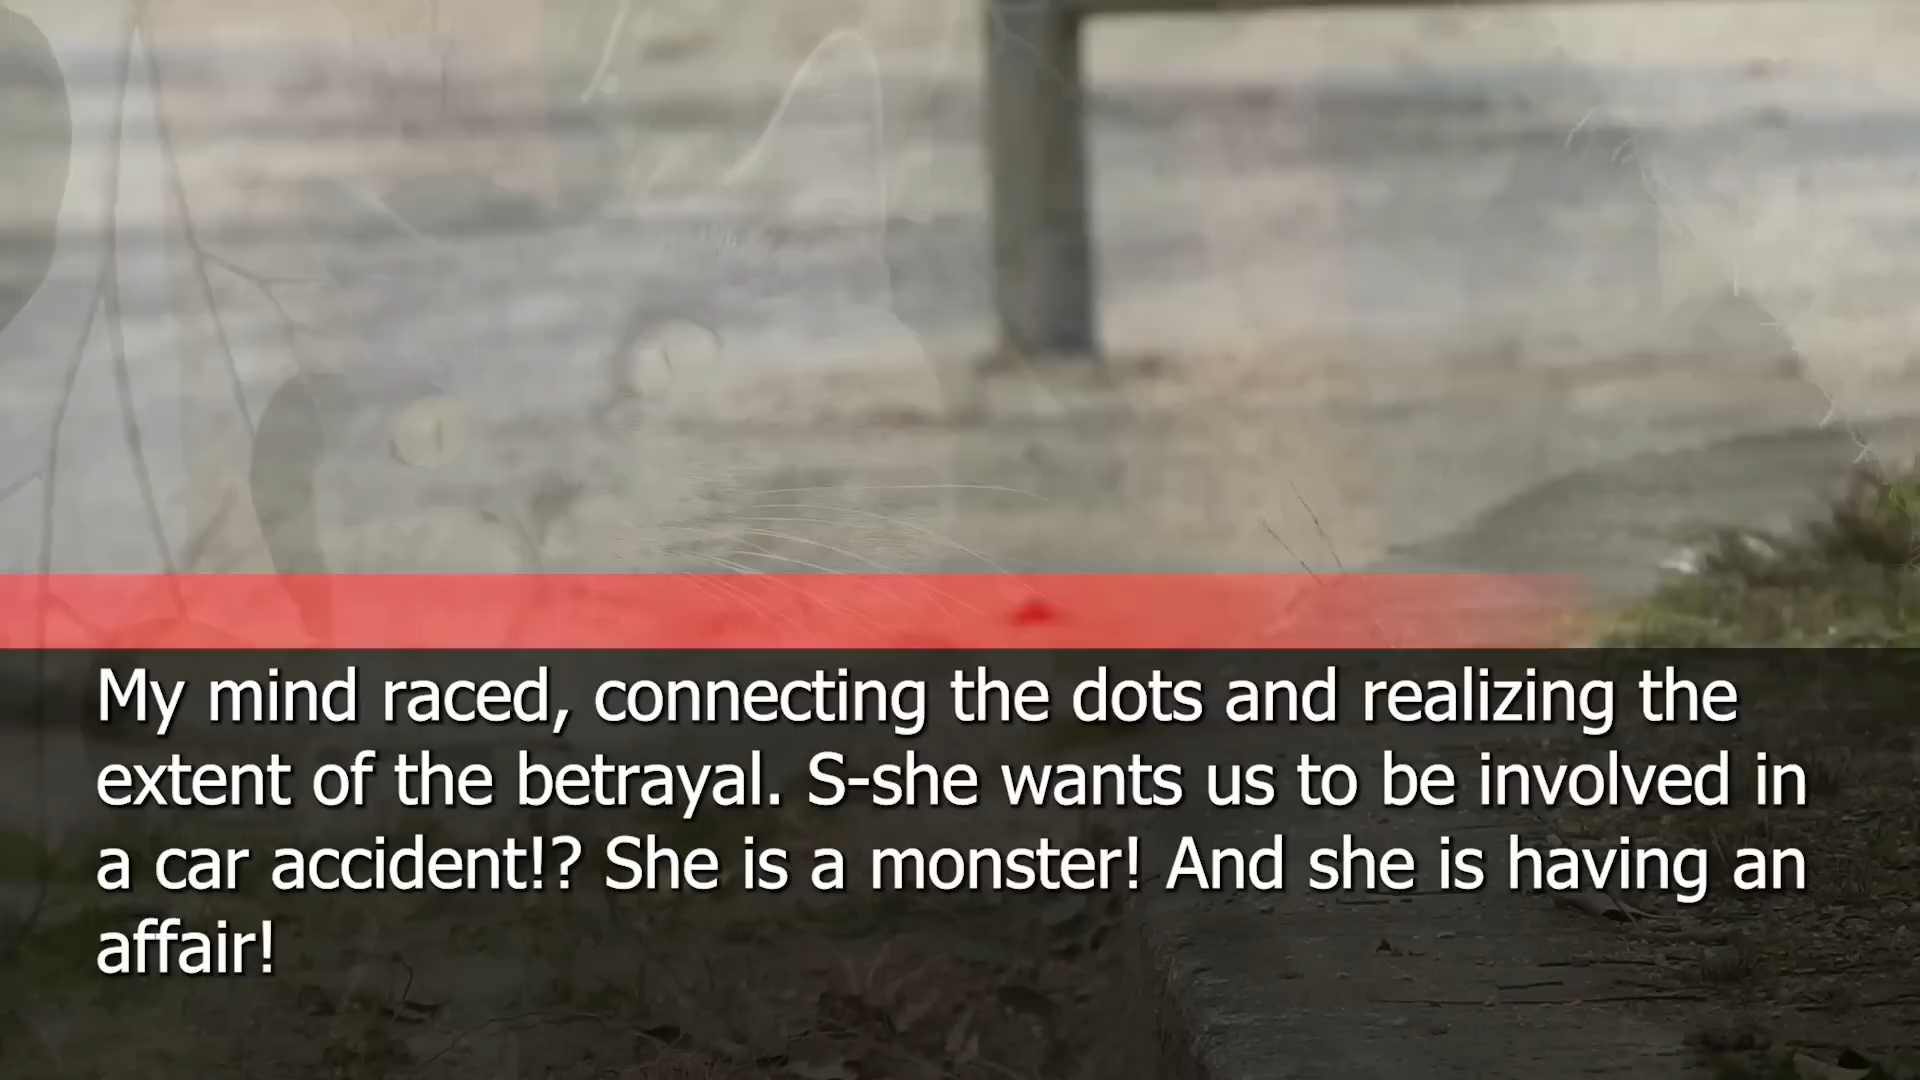 My mind raced, connecting the dots and realizing the
extent of the betrayal. S-she wants us to be involved in
a car accident!? She is a monster! And she is having an
affair!